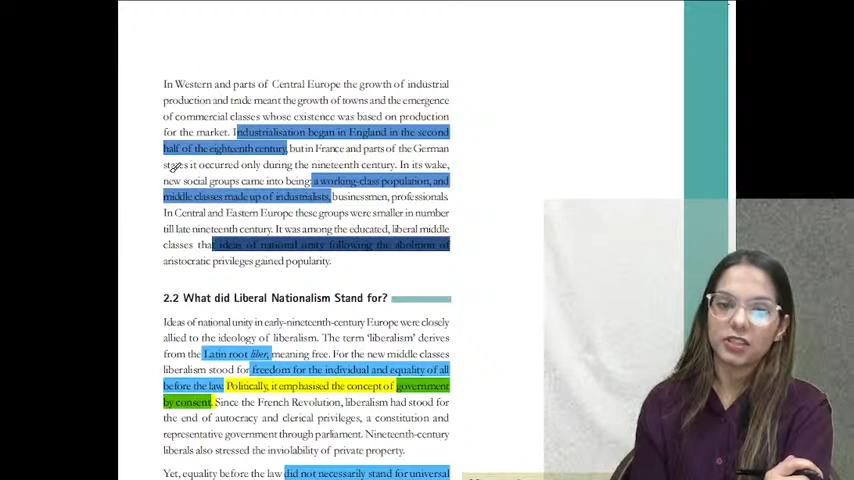 In Western and parts of Central Europe the growth of industrial
production and trade meant the growth of towns and the emergence
of commercial classes whose existence was based on production
for the market. Industrialisation began in England in the second
half of the eighteenth century, but in France and parts of the German
states it occurred only during the nineteenth century. In its wake,
new social groups came into being: a working-class population, and
middle classes made up of industrialists, businessmen, professionals.
In Central and Eastern Europe these groups were smaller in number
till late nineteenth century. It was among the educated, liberal middle
classes that ideas of national unity following the abolition of
aristocratic privileges gained popularity.
2.2 What did Liberal Nationalism Stand for?
Ideas of national unity in early-nineteenth-century Europe were closely
allied to the ideology of liberalism. The term ‘liberalism’ derives
from the Latin root liber, meaning free. For the new middle classes
liberalism stood for freedom for the individual and equality of all
before the law. Politically, it emphasised the concept of government
by consent. Since the French Revolution, liberalism had stood for
the end of autocracy and clerical privileges, a constitution and
representative government through parliament. Nineteenth-century
liberals also stressed the inviolability of private property.
Yet, equality before the law did not necessarily stand for universal